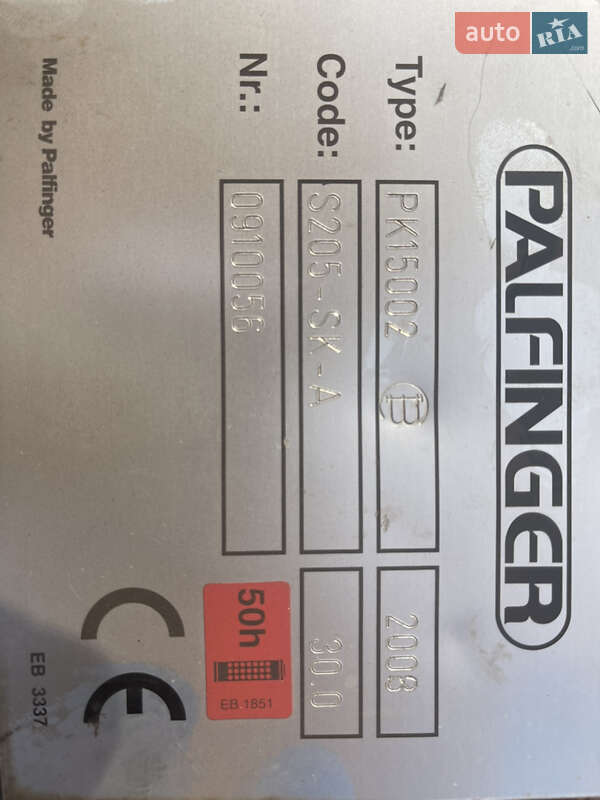 auto RIA .com
PALFINGER
Type: PK15002 B 2008
Code: S205-SK-A 30.0
Nr.: 0910056
50h
EB 1851
Made by Palfinger
CE
EB 3337